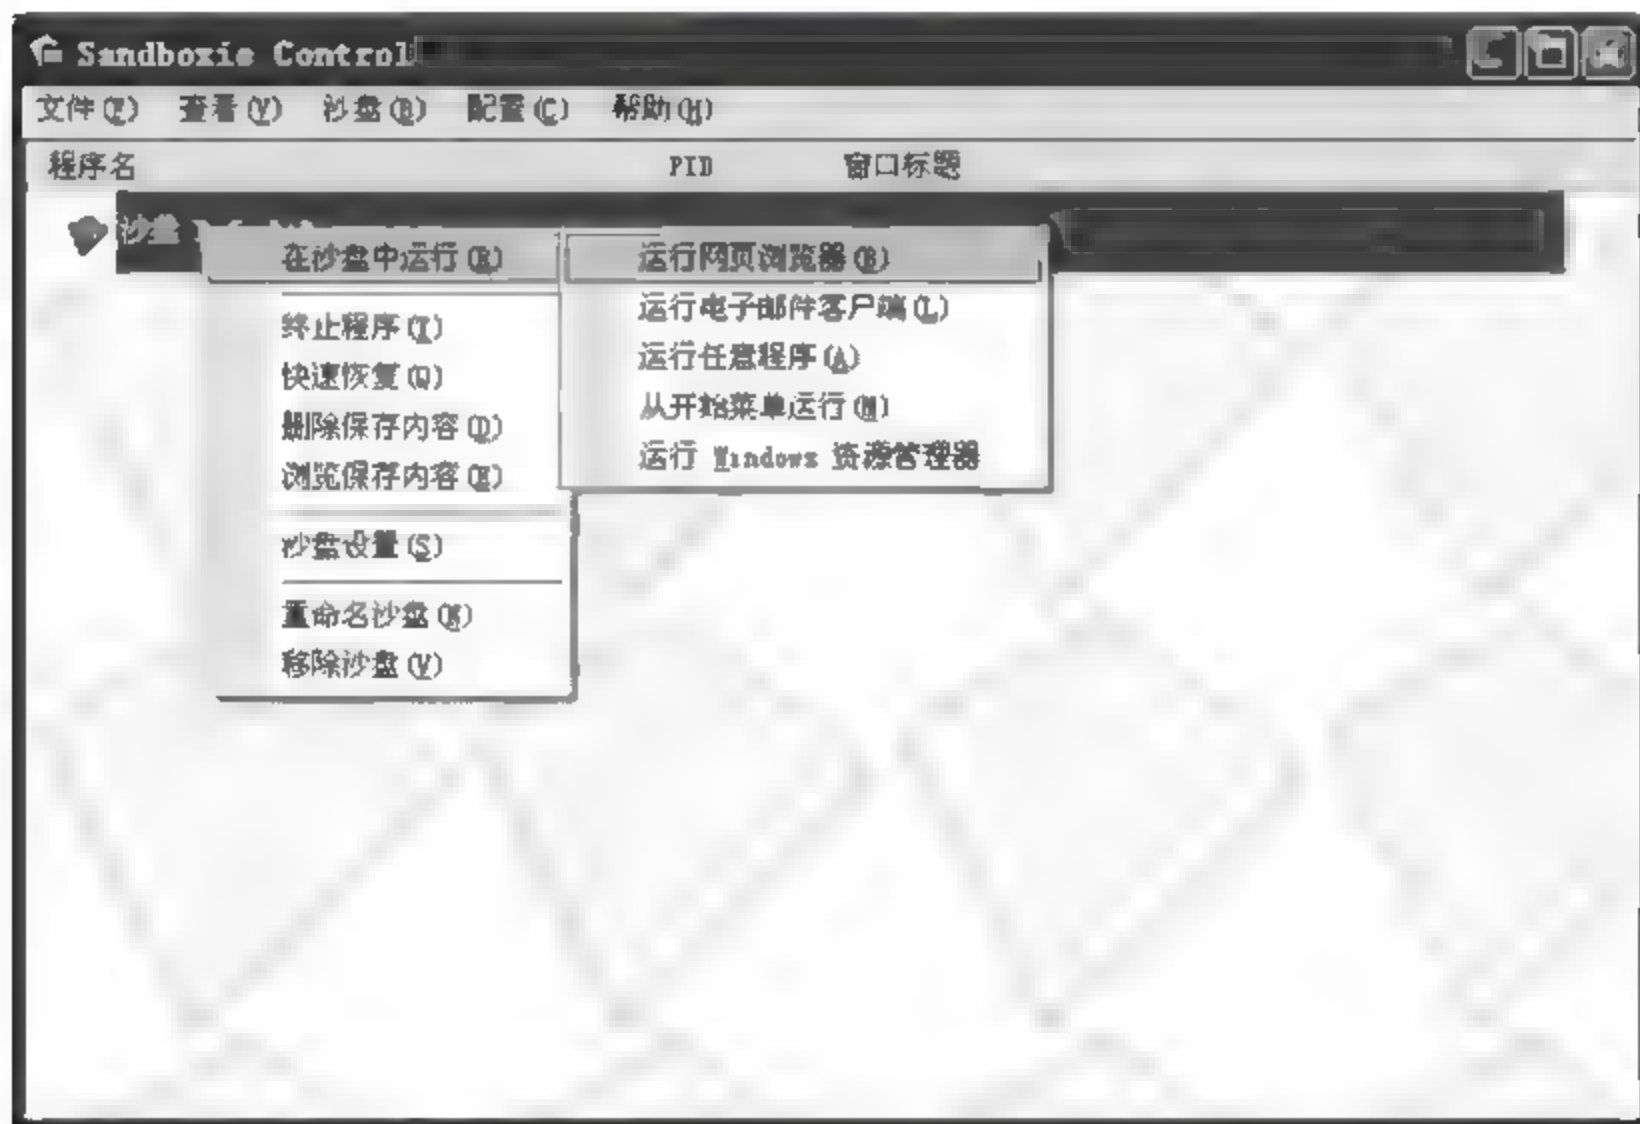 Sandboxie Control
文件(F) 查看(V) 沙盘(B) 配置(C) 帮助(H)
程序名 PID 窗口标题
沙盘
在沙盘中运行(R) 运行网页浏览器(B)
运行电子邮件客户端(L)
终止程序(T)
运行任意程序(A)
快速恢复(Q)
从开始菜单运行(M)
删除保存内容(D)
运行 Windows 资源管理器
浏览保存内容(E)
沙盘设置(S)
重命名沙盘(N)
移除沙盘(V)